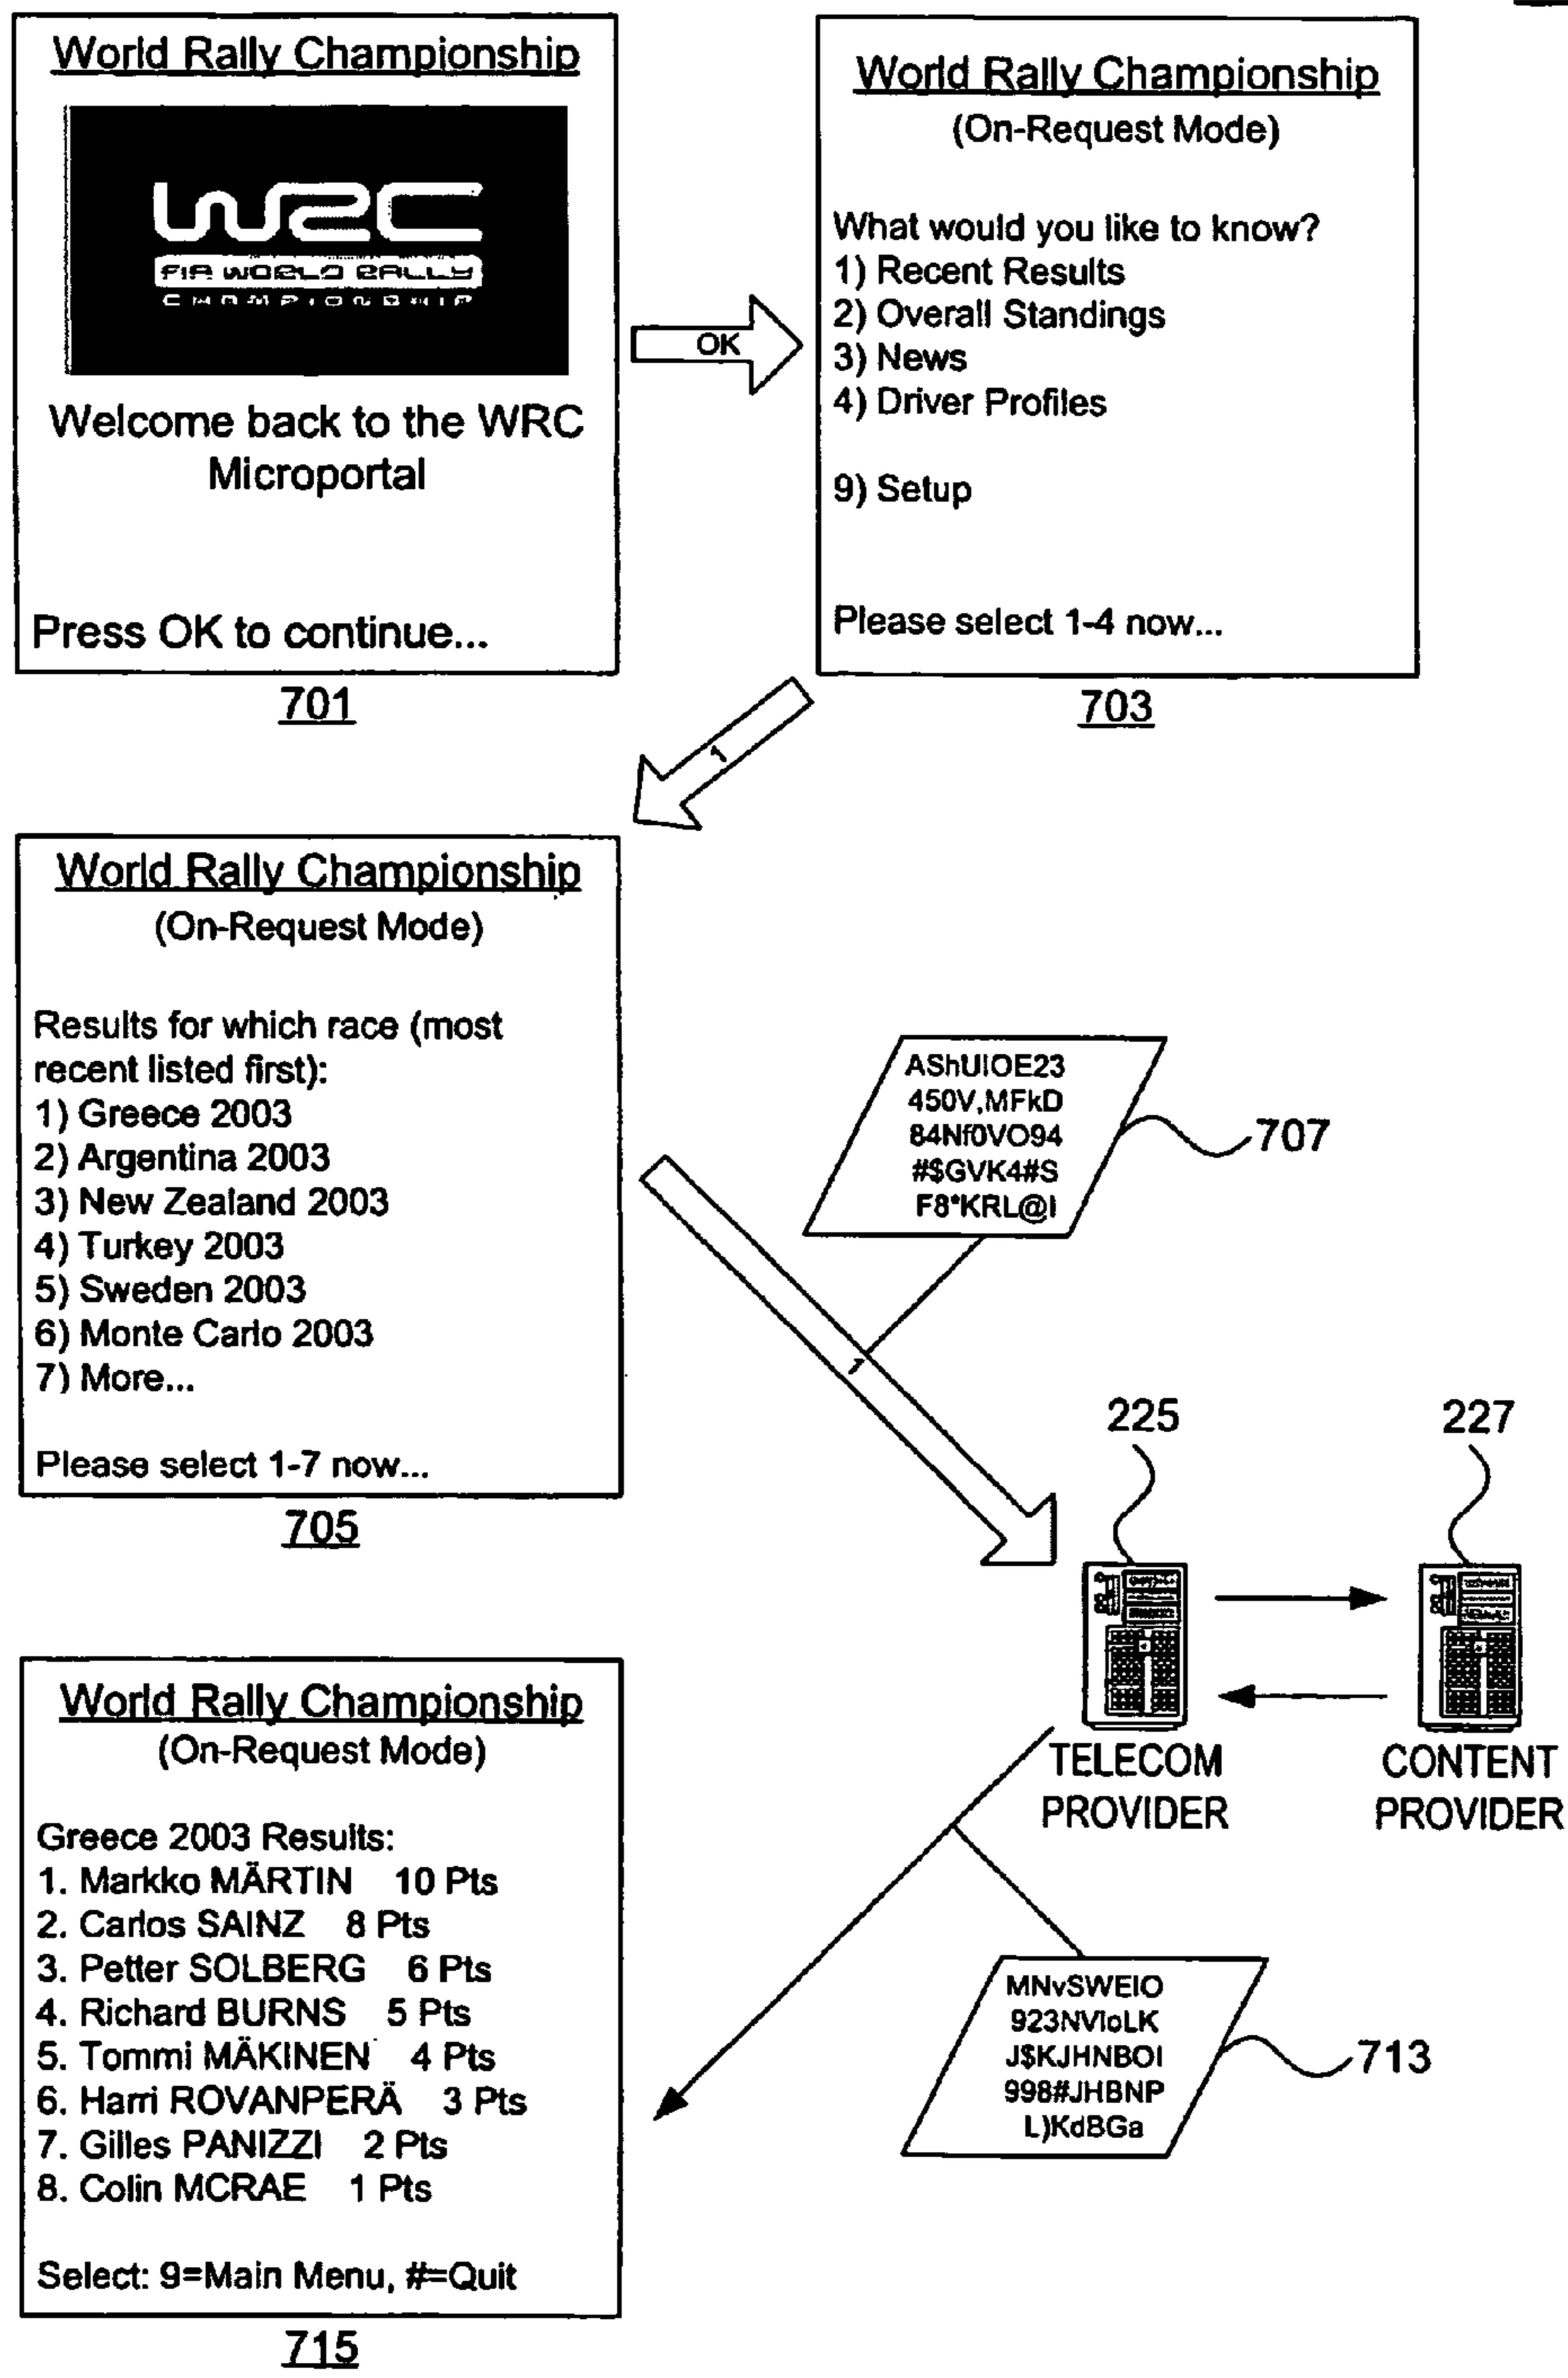 World Rally Championship
WRC
FIA WORLD RALLY
CHAMPIONSHIP
Welcome back to the WRC
Microportal
Press OK to continue...
701
OK
World Rally Championship
(On-Request Mode)
What would you like to know?
1) Recent Results
2) Overall Standings
3) News
4) Driver Profiles
9) Setup
Please select 1-4 now...
703
1
World Rally Championship
(On-Request Mode)
Results for which race (most
recent listed first):
1) Greece 2003
2) Argentina 2003
3) New Zealand 2003
4) Turkey 2003
5) Sweden 2003
6) Monte Carlo 2003
7) More...
Please select 1-7 now...
705
AShUIOE23
450V,MFkD
84Nf0VO94
#$GVK4#S
F8*KRL@I
707
1
225
227
TELECOM
PROVIDER
CONTENT
PROVIDER
World Rally Championship
(On-Request Mode)
Greece 2003 Results:
1. Markko MÄRTIN 10 Pts
2. Carlos SAINZ 8 Pts
3. Petter SOLBERG 6 Pts
4. Richard BURNS 5 Pts
5. Tommi MÄKINEN 4 Pts
6. Harri ROVANPERÄ 3 Pts
7. Gilles PANIZZI 2 Pts
8. Colin MCRAE 1 Pts
Select: 9=Main Menu, #=Quit
715
MNvSWEIO
923NVIoLK
J$KJHNBOI
998#JHBNP
L)KdBGa
713